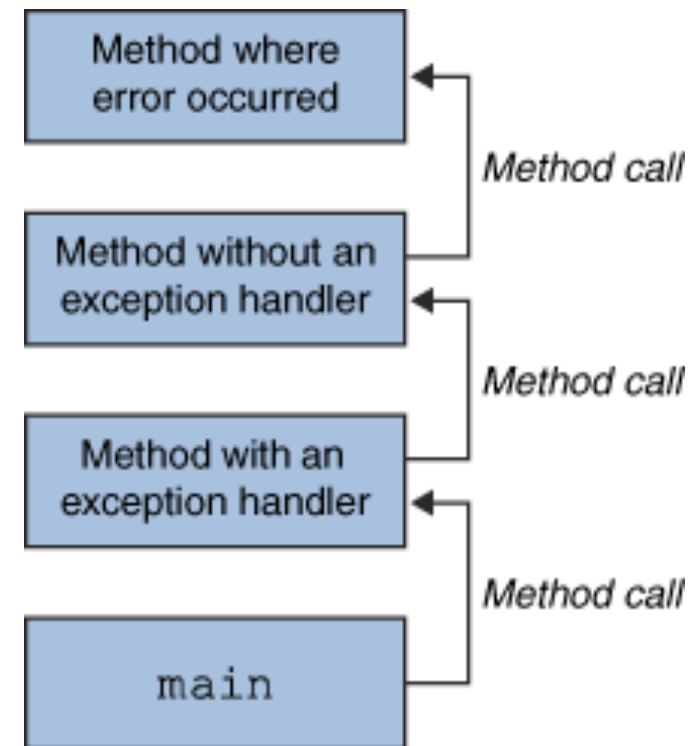 Method where
error occurred
Method call
Method without an
exception handler
Method call
Method with an
exception handler
Method call
main